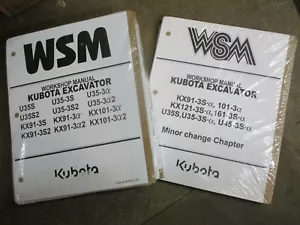 WSM
WORKSHOP MANUAL
KUBOTA EXCAVATOR
U35S U35-3S U35-3α
U35S2 U35-3S2 U35-3α2
KX91-3S KX91-3α KX101-3α
KX91-3S2 KX91-3α2 KX101-3α2
Kubota
WSM
WORKSHOP MANUAL
KUBOTA EXCALATOR
KX91-3S-α, 101-3α
KX121-3S-α, 161-3S-α
U35S,U35-3S-α, U45-3S-α
Minor change Chapter
Kubota